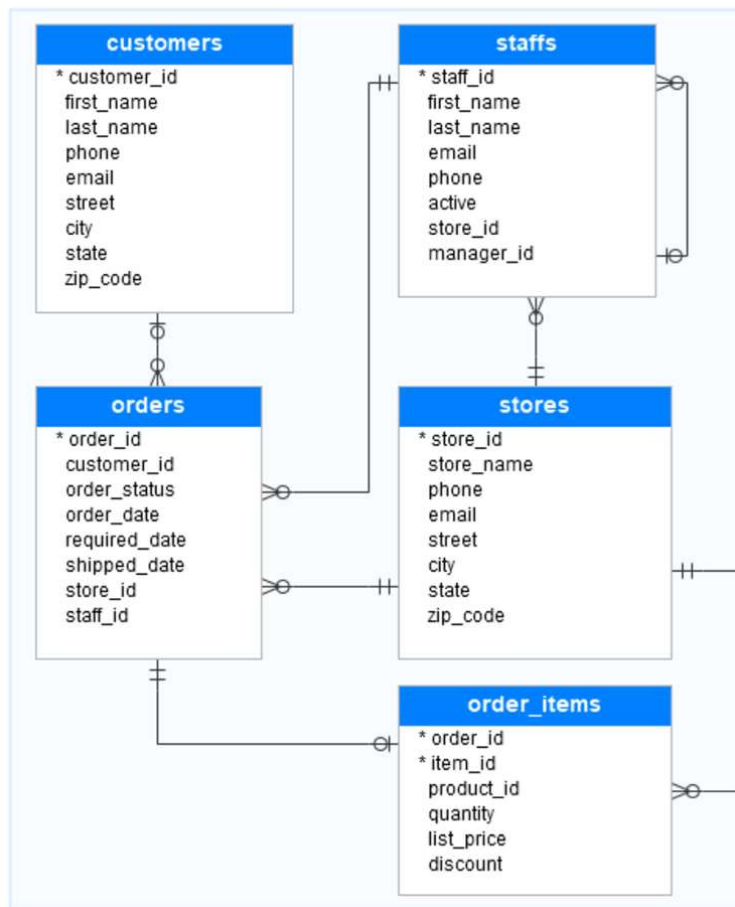 customers
* customer_id
first_name
last_name
phone
email
street
city
state
zip_code
staffs
* staff_id
first_name
last_name
email
phone
active
store_id
manager_id
orders
* order_id
customer_id
order_status
order_date
required_date
shipped_date
store_id
staff_id
stores
* store_id
store_name
phone
email
street
city
state
zip_code
order_items
* order_id
* item_id
product_id
quantity
list_price
discount